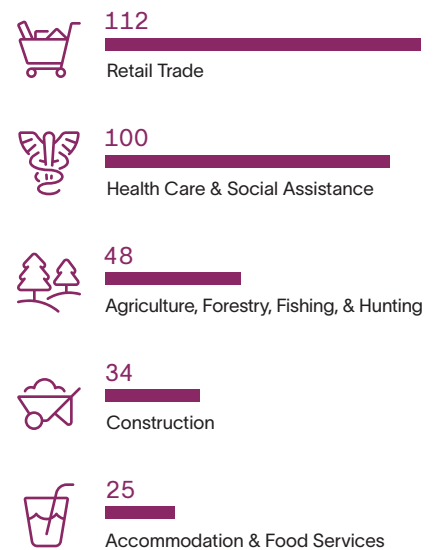 112
Retail Trade
100
Health Care & Social Assistance
48
Agriculture, Forestry, Fishing, & Hunting
34
Construction
25
Accommodation & Food Services